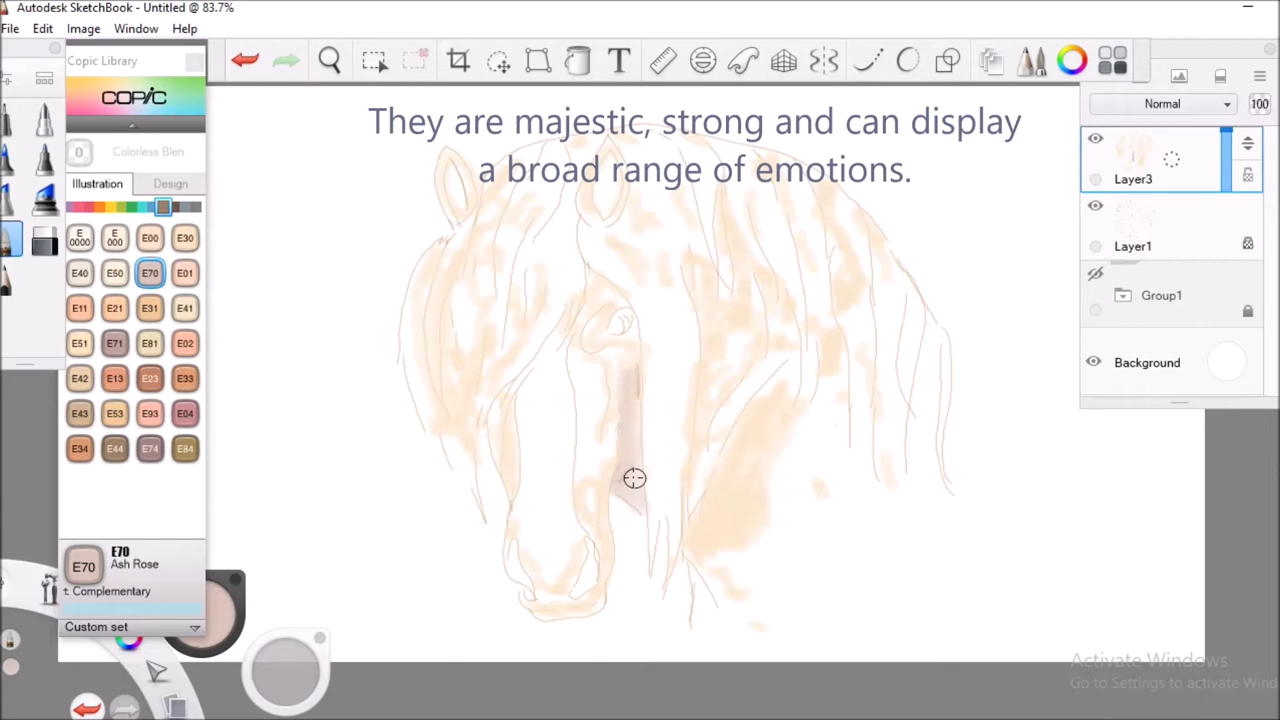 Autodesk SketchBook - Untitled @ 83.7%
File Edit Image Window Help
Copic Library
COPIC
0 Colorless Blen
Illustration Design
E0000 E000 E00 E30
E40 E50 E70 E01
E11 E21 E31 E41
E51 E71 E81 E02
E42 E13 E23 E33
E43 E53 E93 E04
E34 E44 E74 E84
E70
E70
Ash Rose
t. Complementary
Custom set
T
They are majestic, strong and can display
a broad range of emotions.
Normal 100
Layer3
Layer1
Group1
Background
Activate Windows
Go to Settings to activate Wind